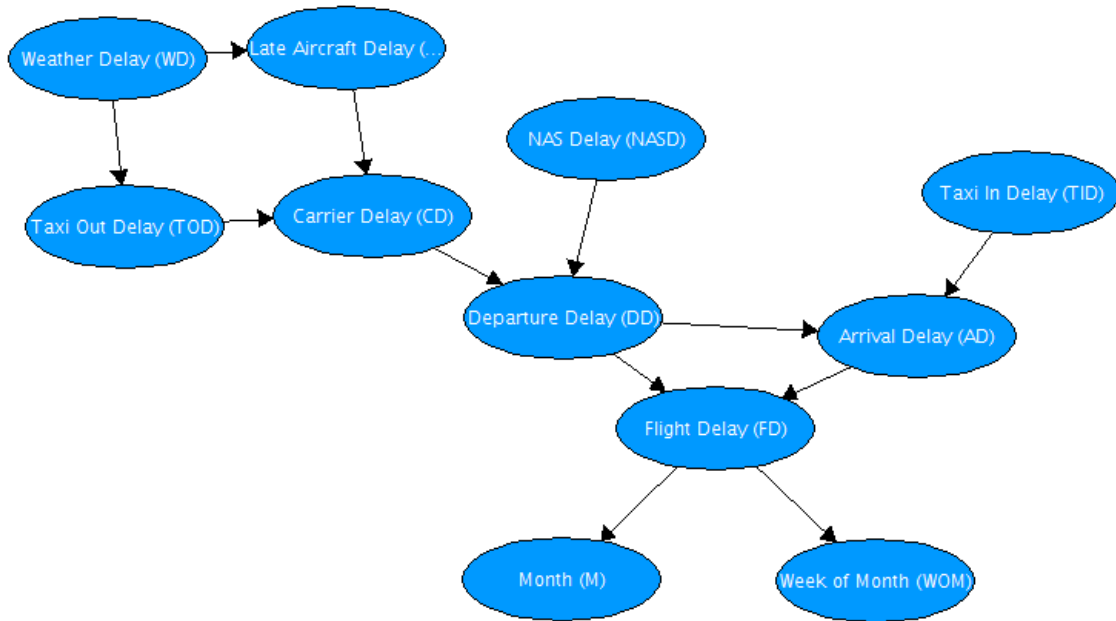 Weather Delay (WD)
Late Aircraft Delay (...
NAS Delay (NASD)
Taxi In Delay (TID)
Taxi Out Delay (TOD)
Carrier Delay (CD)
Departure Delay (DD)
Arrival Delay (AD)
Flight Delay (FD)
Month (M)
Week of Month (WOM)